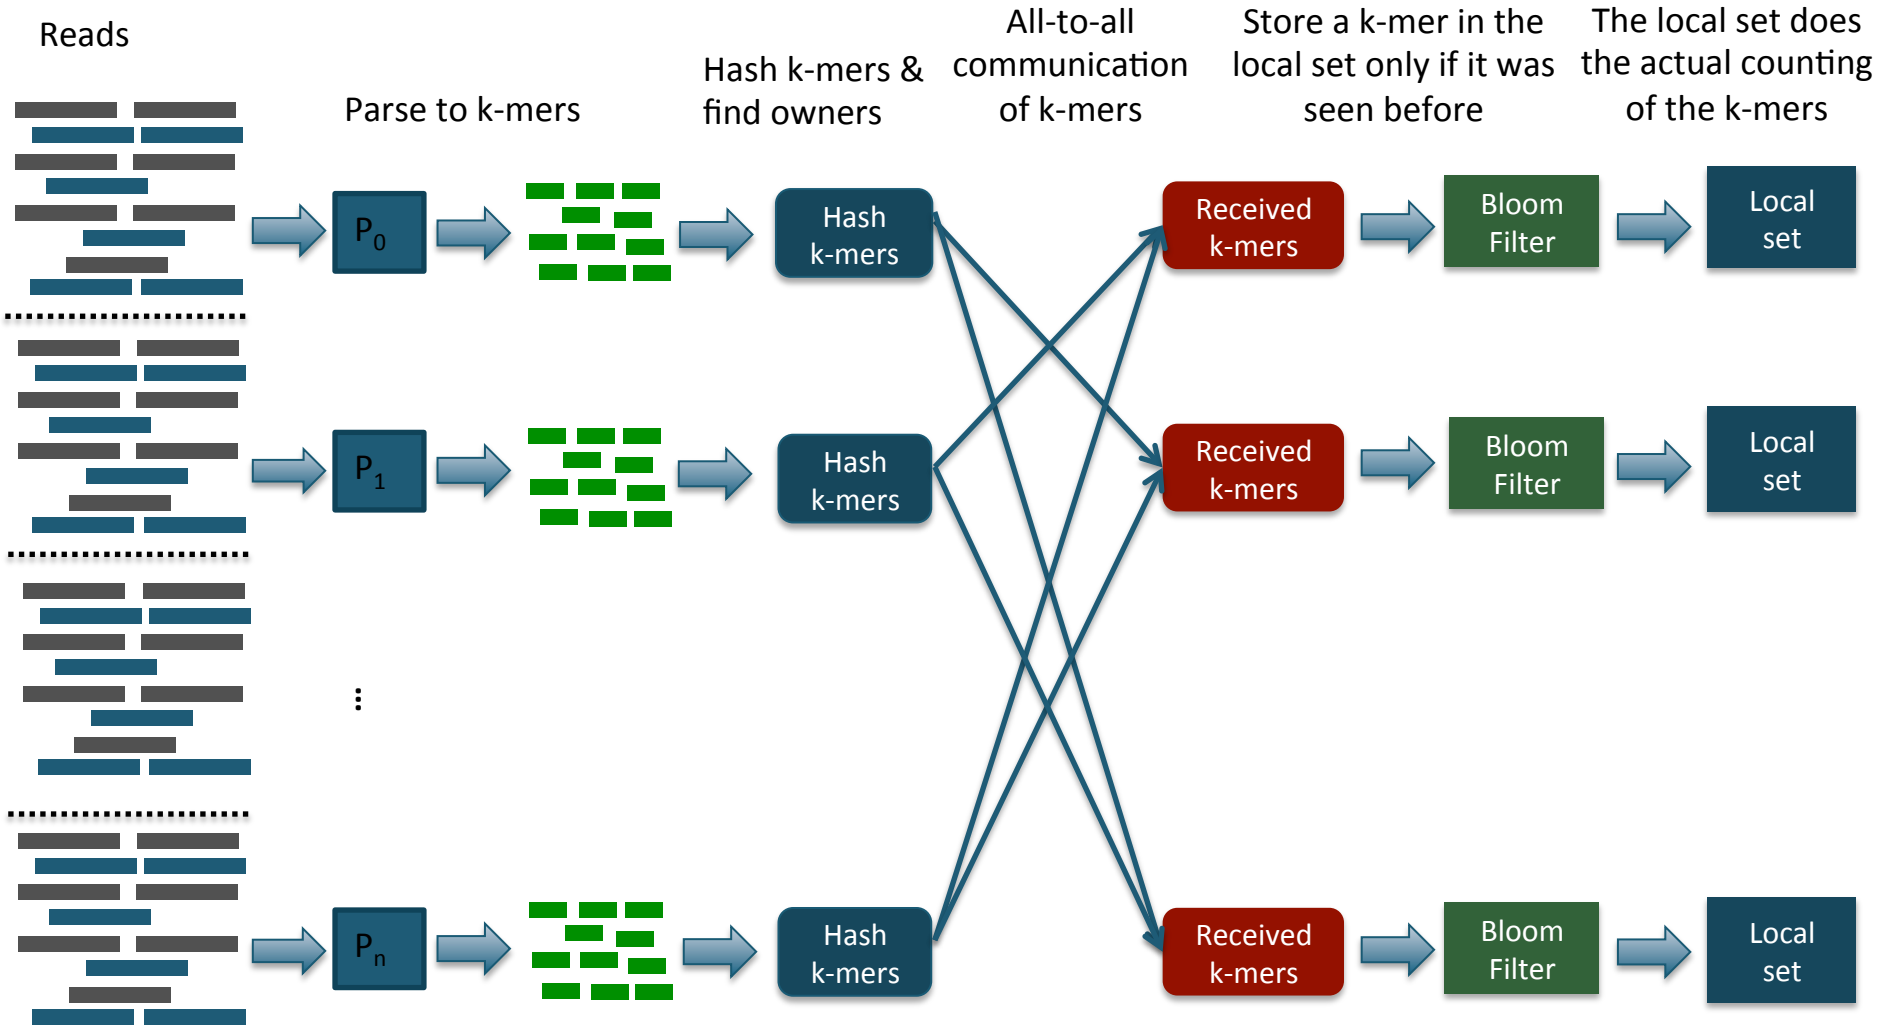 Reads
Parse to k-mers
Hash k-mers &
find owners
All-to-all
communication
of k-mers
Store a k-mer in the
local set only if it was
seen before
The local set does
the actual counting
of the k-mers
P0
Hash
k-mers
Received
k-mers
Bloom
Filter
Local
set
P1
Hash
k-mers
Received
k-mers
Bloom
Filter
Local
set
...
Pn
Hash
k-mers
Received
k-mers
Bloom
Filter
Local
set